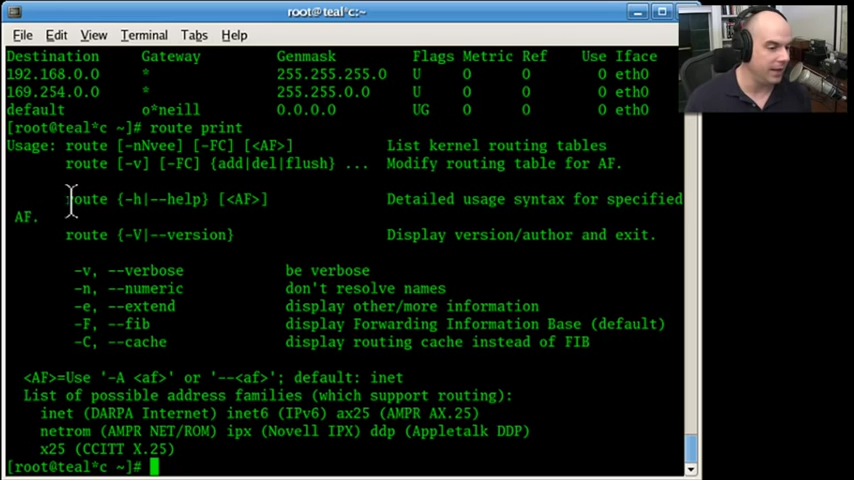 root@teal*c:~
File Edit View Terminal Tabs Help
Destination Gateway Genmask Flags Metric Ref Use Iface
192.168.0.0 * 255.255.255.0 U 0 0 0 eth0
169.254.0.0 * 255.255.0.0 U 0 0 0 eth0
default o*neill 0.0.0.0 UG 0 0 0 eth0
[root@teal*c ~]# route print
Usage: route [-nNvee] [-FC] [<AF>] List kernel routing tables
route [-v] [-FC] {add|del|flush} ... Modify routing table for AF.
route {-h|--help} [<AF>] Detailed usage syntax for specified
AF.
route {-V|--version} Display version/author and exit.
-v, --verbose be verbose
-n, --numeric don't resolve names
-e, --extend display other/more information
-F, --fib display Forwarding Information Base (default)
-C, --cache display routing cache instead of FIB
<AF>=Use '-A <af>' or '--<af>'; default: inet
List of possible address families (which support routing):
inet (DARPA Internet) inet6 (IPv6) ax25 (AMPR AX.25)
netrom (AMPR NET/ROM) ipx (Novell IPX) ddp (Appletalk DDP)
x25 (CCITT X.25)
[root@teal*c ~]#